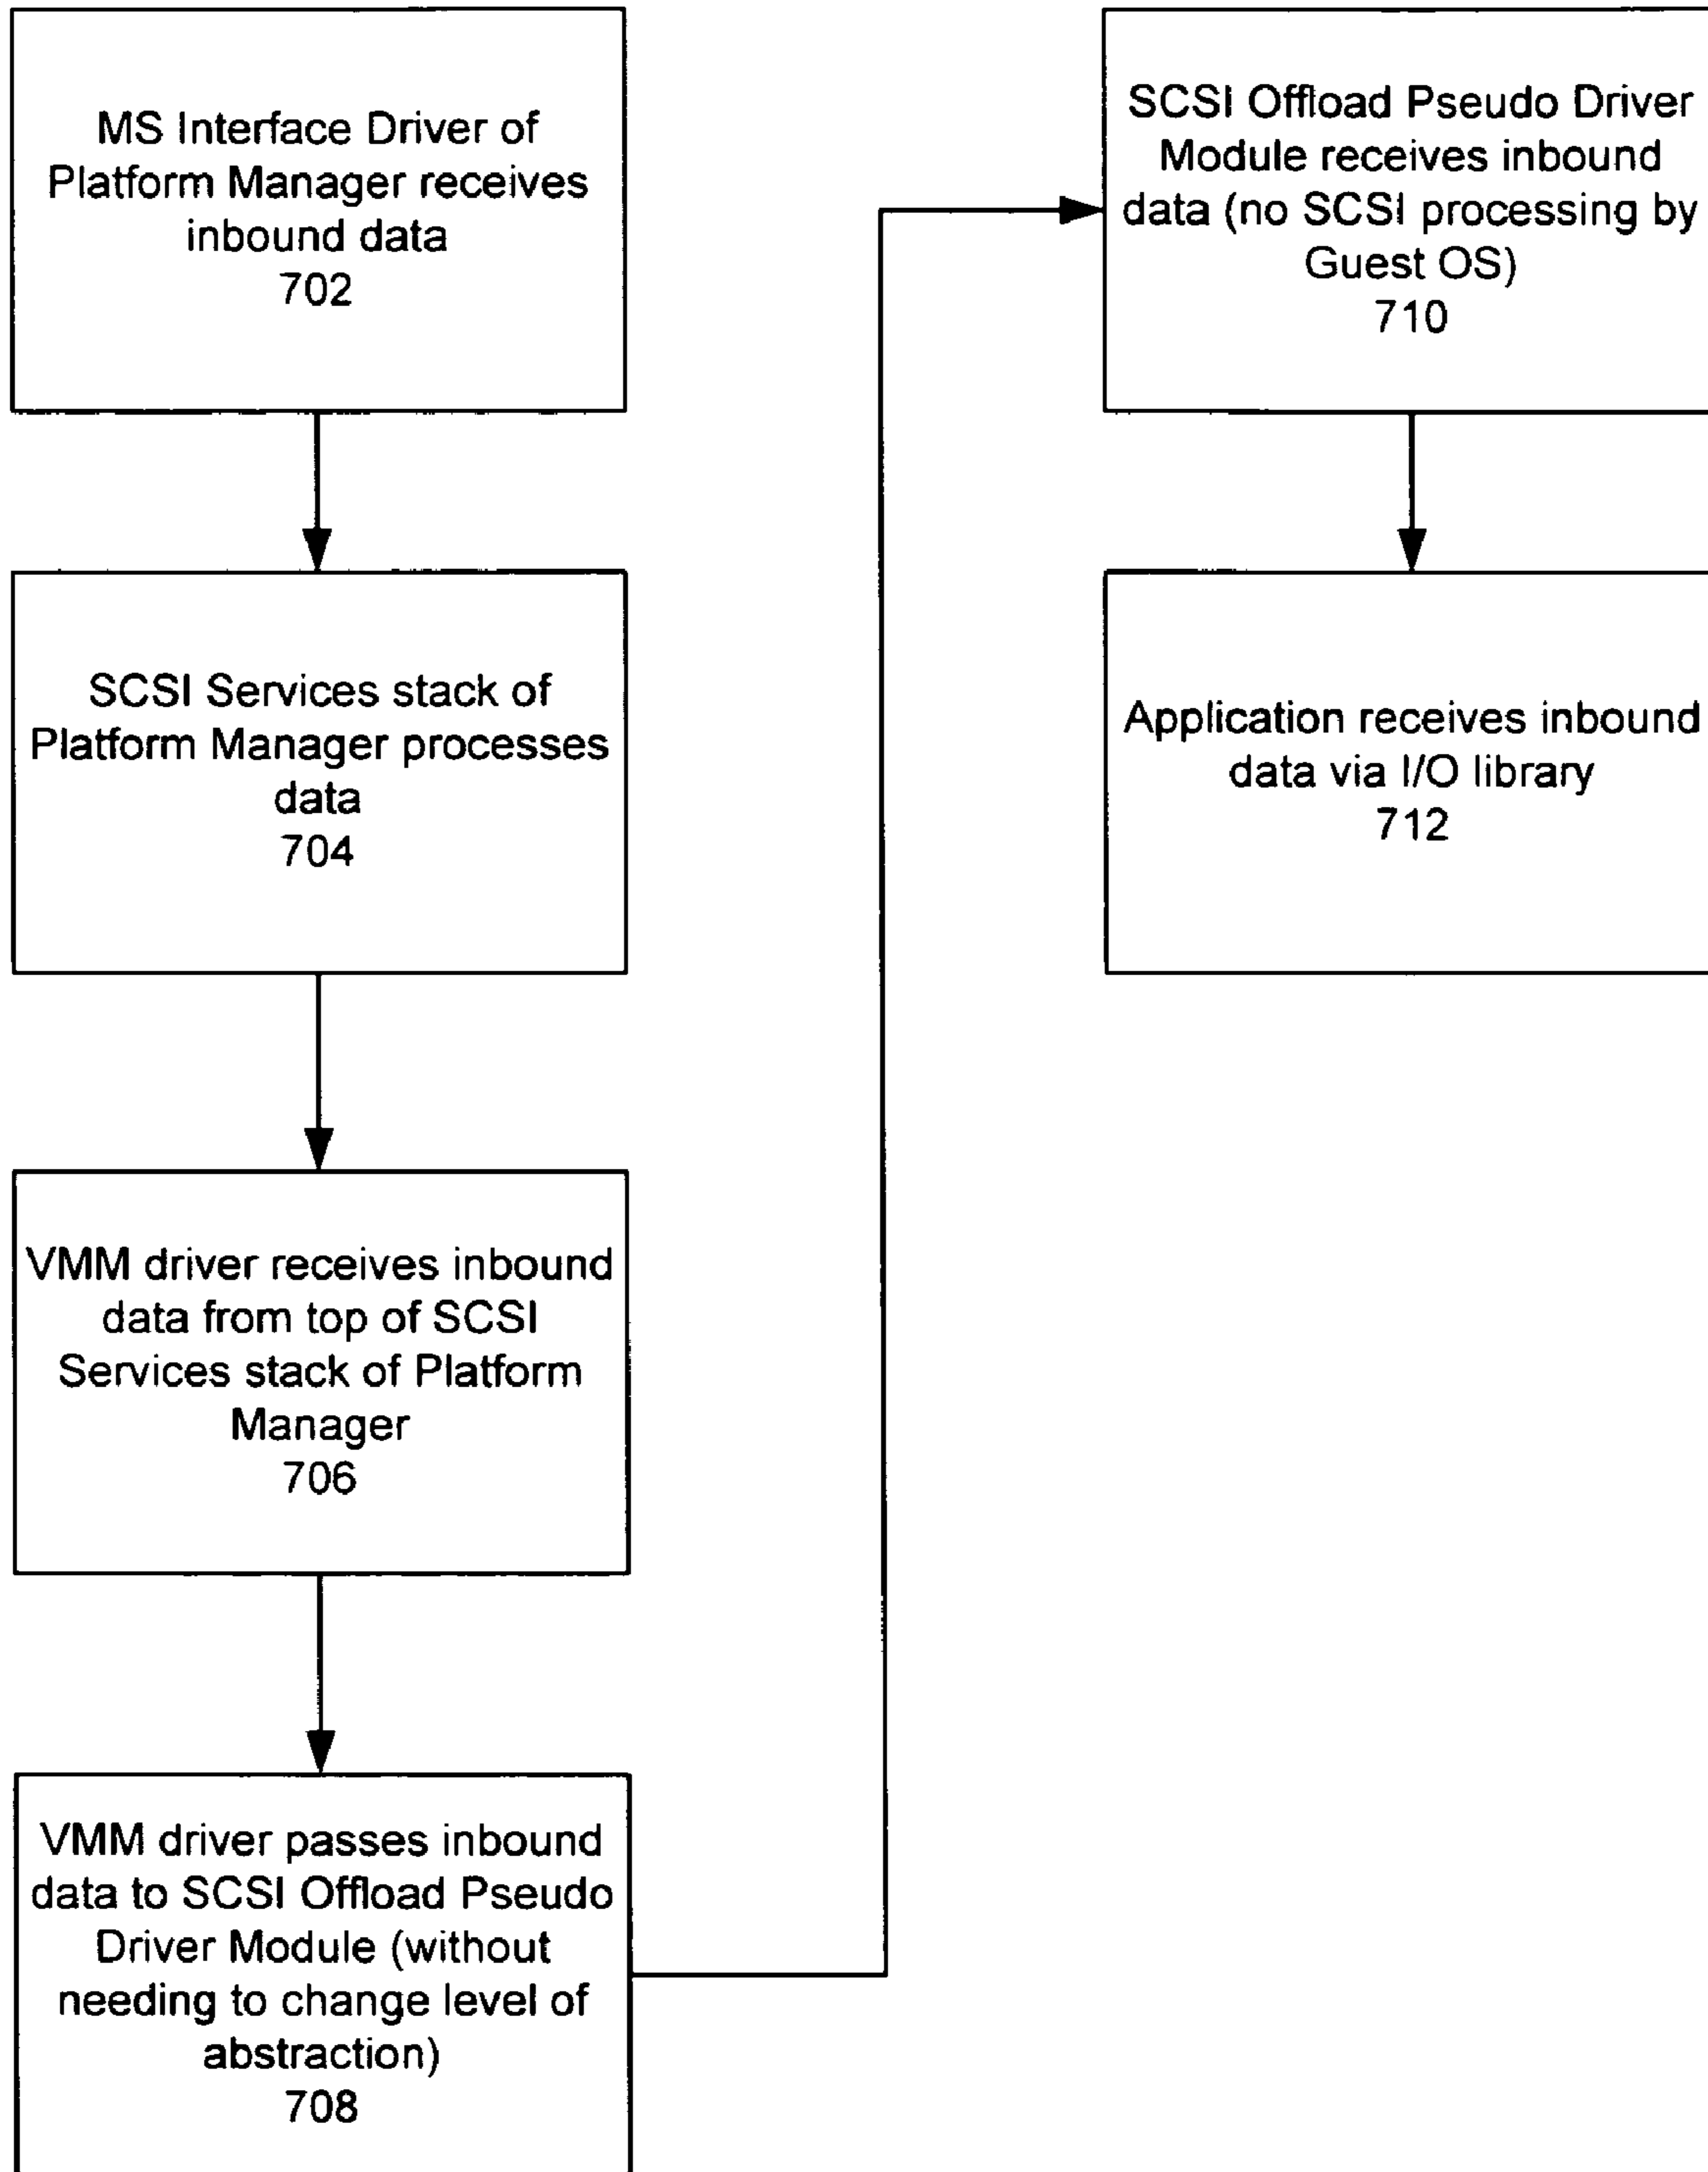 MS Interface Driver of
Platform Manager receives
inbound data
702
SCSI Services stack of
Platform Manager processes
data
704
VMM driver receives inbound
data from top of SCSI
Services stack of Platform
Manager
706
VMM driver passes inbound
data to SCSI Offload Pseudo
Driver Module (without
needing to change level of
abstraction)
708
SCSI Offload Pseudo Driver
Module receives inbound
data (no SCSI processing by
Guest OS)
710
Application receives inbound
data via I/O library
712